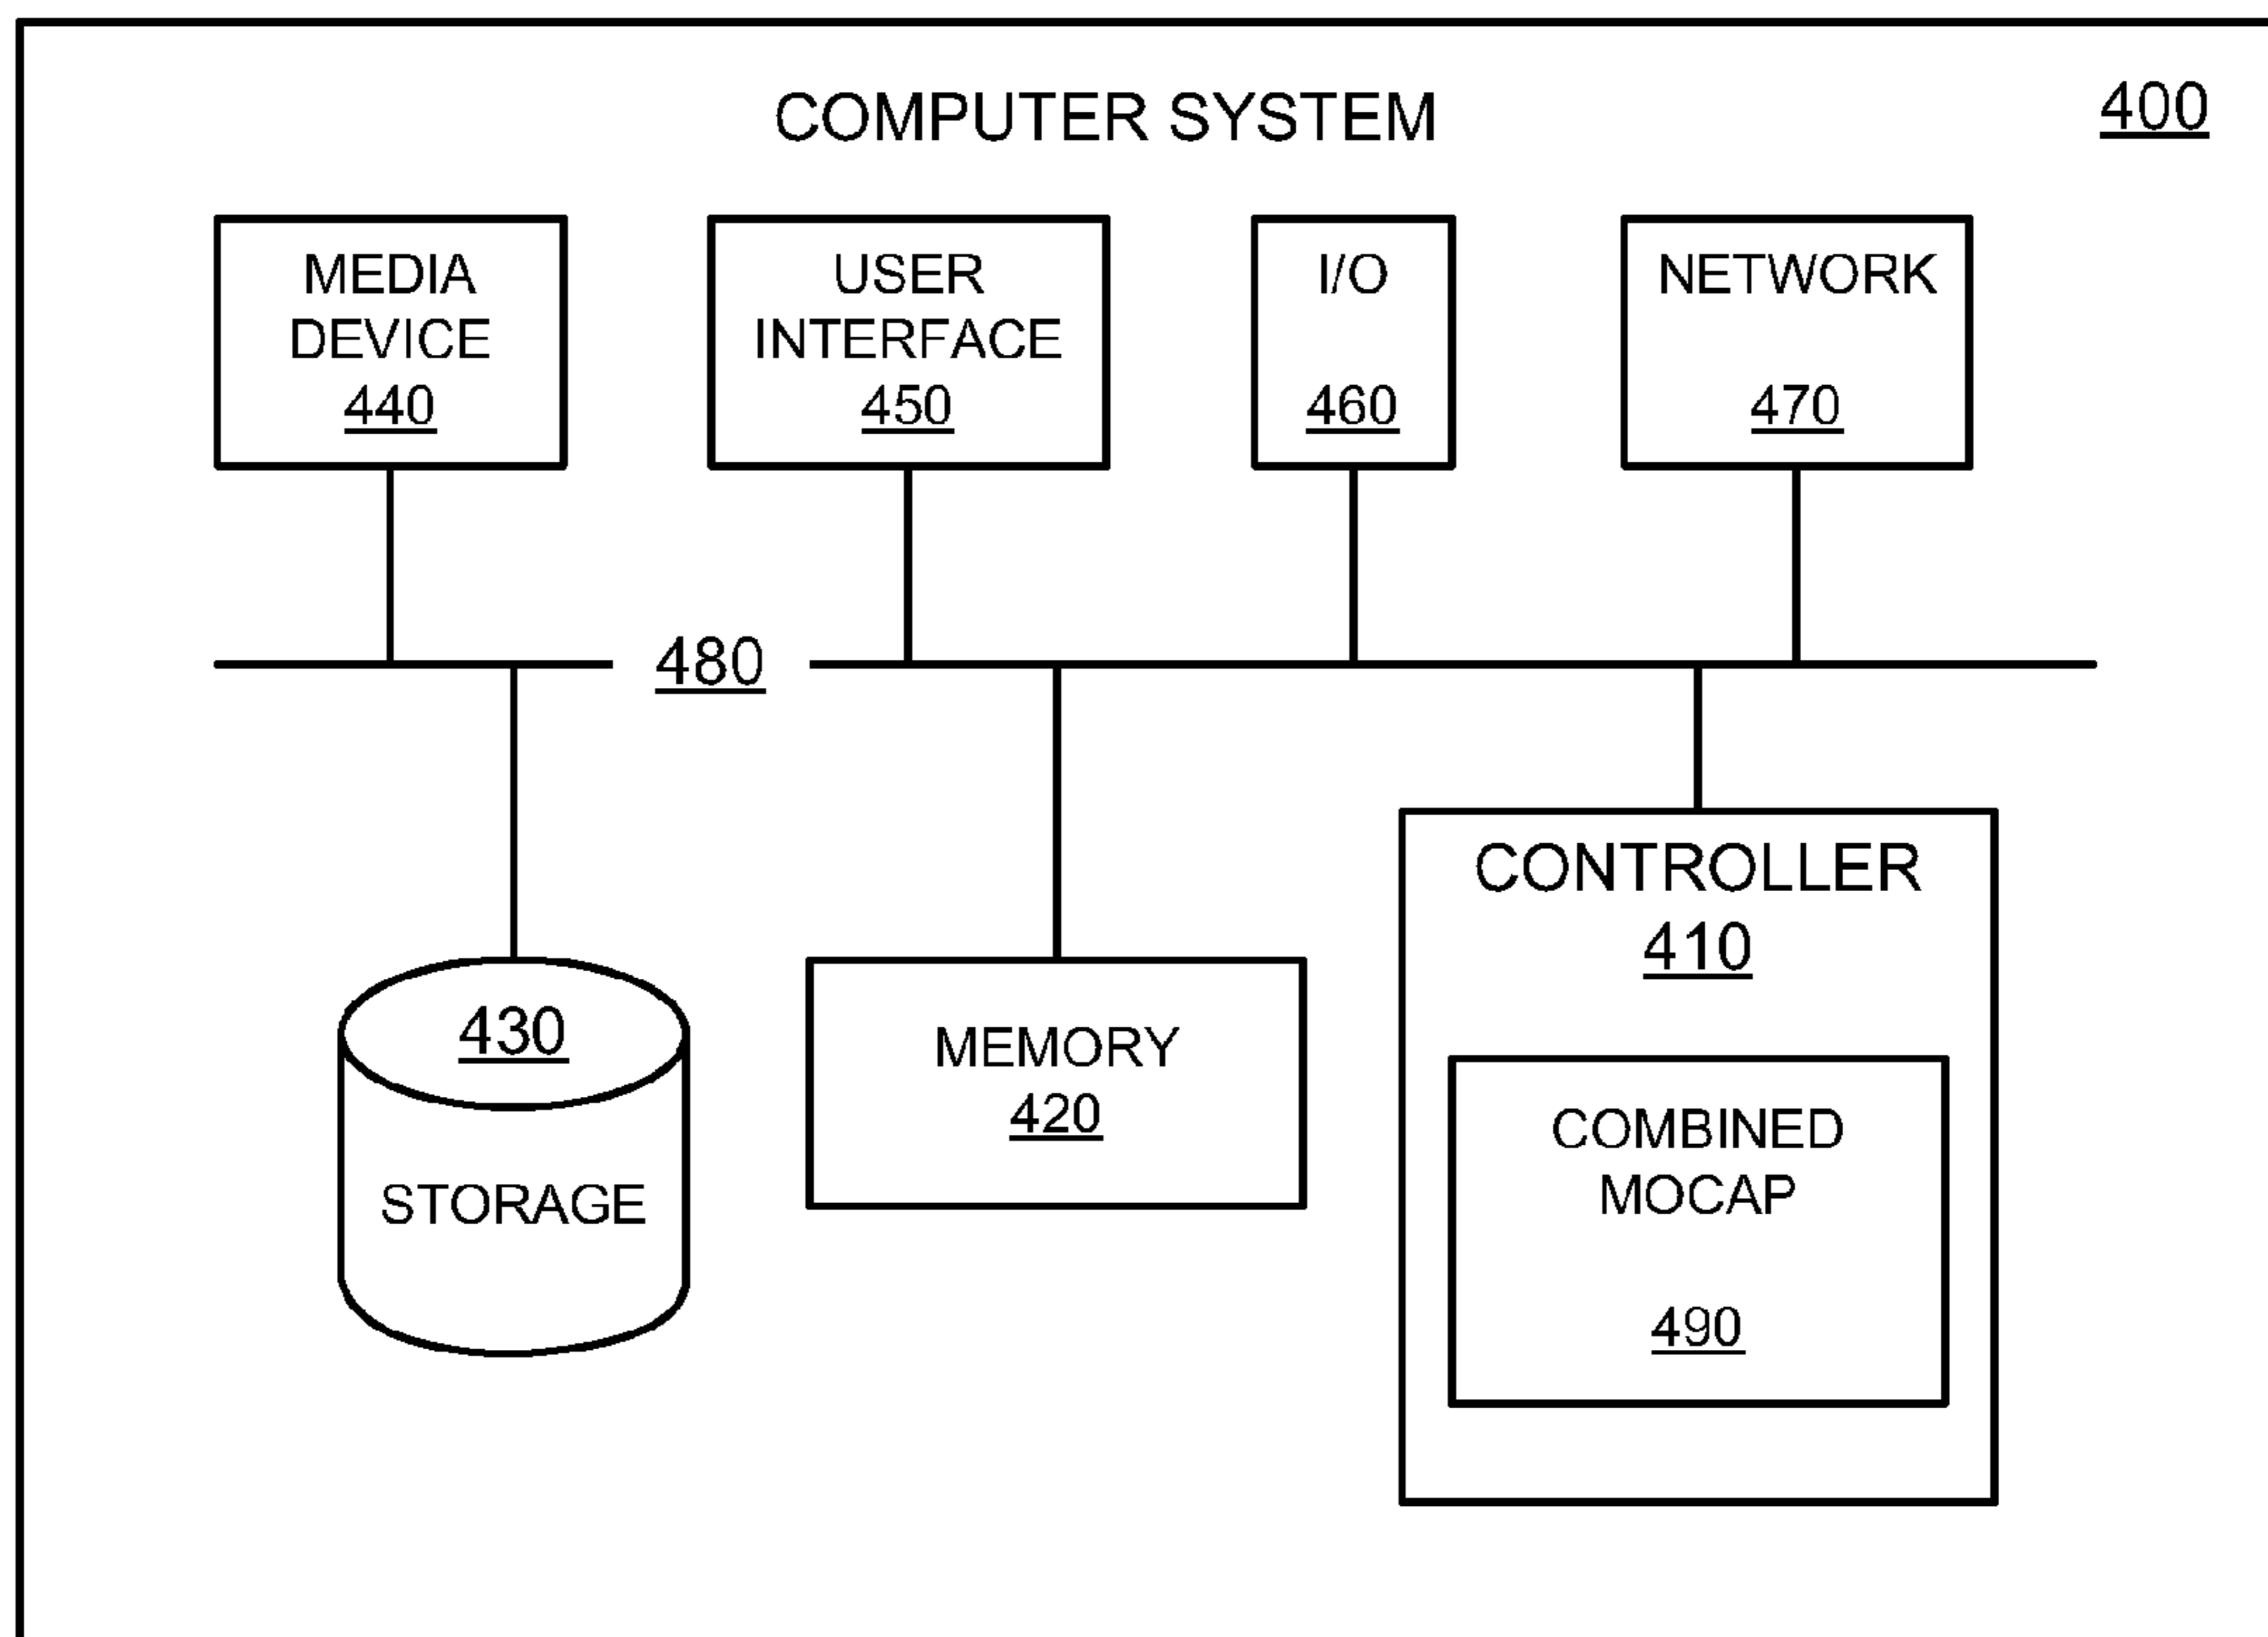 COMPUTER SYSTEM
400
MEDIA
DEVICE
440
USER
INTERFACE
450
I/O
460
NETWORK
470
480
430
STORAGE
MEMORY
420
CONTROLLER
410
COMBINED
MOCAP
490